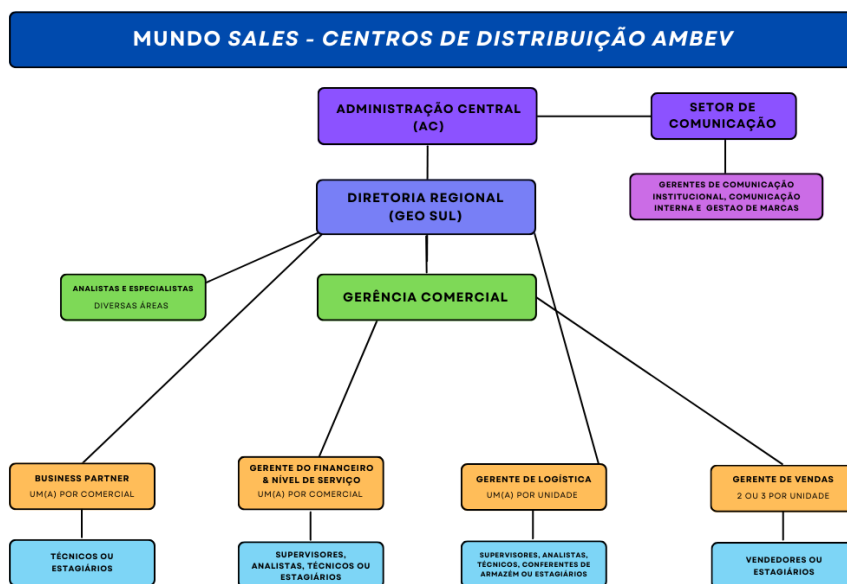 MUNDO SALES - CENTROS DE DISTRIBUIÇÃO AMBEV
ADMINISTRAÇÃO CENTRAL
(AC)
SETOR DE
COMUNICAÇÃO
GERENTES DE COMUNICAÇÃO
INSTITUCIONAL, COMUNICAÇÃO
INTERNA E GESTAO DE MARCAS
DIRETORIA REGIONAL
(GEO SUL)
ANALISTAS E ESPECIALISTAS
DIVERSAS ÁREAS
GERÊNCIA COMERCIAL
BUSINESS PARTNER
UM(A) POR COMERCIAL
GERENTE DO FINANCEIRO
& NÍVEL DE SERVIÇO
UM(A) POR COMERCIAL
GERENTE DE LOGÍSTICA
UM(A) POR UNIDADE
GERENTE DE VENDAS
2 OU 3 POR UNIDADE
TÉCNICOS OU
ESTAGIÁRIOS
SUPERVISORES,
ANALISTAS, TÉCNICOS OU
ESTAGIÁRIOS
SUPERVISORES, ANALISTAS,
TÉCNICOS, CONFERENTES DE
ARMAZÉM OU ESTAGIÁRIOS
VENDEDORES OU
ESTAGIÁRIOS